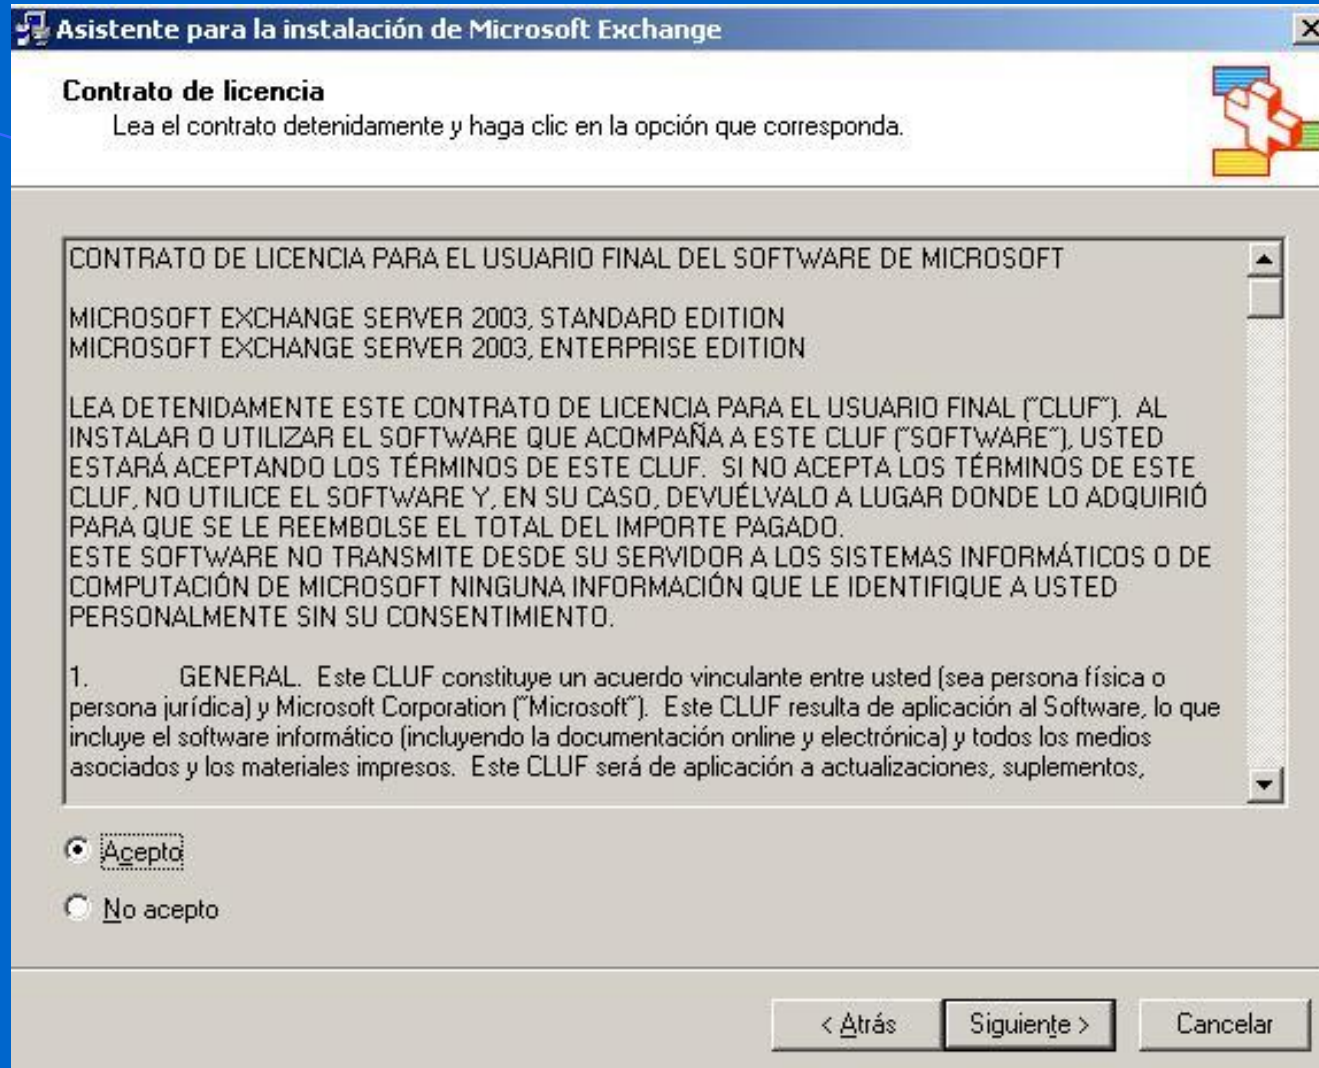 Asistente para la instalación de Microsoft Exchange
Contrato de licencia
Lea el contrato detenidamente y haga clic en la opción que corresponda.
CONTRATO DE LICENCIA PARA EL USUARIO FINAL DEL SOFTWARE DE MICROSOFT
MICROSOFT EXCHANGE SERVER 2003, STANDARD EDITION
MICROSOFT EXCHANGE SERVER 2003, ENTERPRISE EDITION
LEA DETENIDAMENTE ESTE CONTRATO DE LICENCIA PARA EL USUARIO FINAL ("CLUF").  AL
INSTALAR O UTILIZAR EL SOFTWARE QUE ACOMPAÑA A ESTE CLUF ("SOFTWARE"), USTED
ESTARÁ ACEPTANDO LOS TÉRMINOS DE ESTE CLUF.  SI NO ACEPTA LOS TÉRMINOS DE ESTE
CLUF, NO UTILICE EL SOFTWARE Y, EN SU CASO, DEVUÉLVALO A LUGAR DONDE LO ADQUIRIÓ
PARA QUE SE LE REEMBOLSE EL TOTAL DEL IMPORTE PAGADO.
ESTE SOFTWARE NO TRANSMITE DESDE SU SERVIDOR A LOS SISTEMAS INFORMÁTICOS O DE
COMPUTACIÓN DE MICROSOFT NINGUNA INFORMACIÓN QUE LE IDENTIFIQUE A USTED
PERSONALMENTE SIN SU CONSENTIMIENTO.
1. GENERAL.  Este CLUF constituye un acuerdo vinculante entre usted (sea persona física o
persona jurídica) y Microsoft Corporation ("Microsoft").  Este CLUF resulta de aplicación al Software, lo que
incluye el software informático (incluyendo la documentación online y electrónica) y todos los medios
asociados y los materiales impresos.  Este CLUF será de aplicación a actualizaciones, suplementos,
Acepto
No acepto
< Atrás
Siguiente >
Cancelar